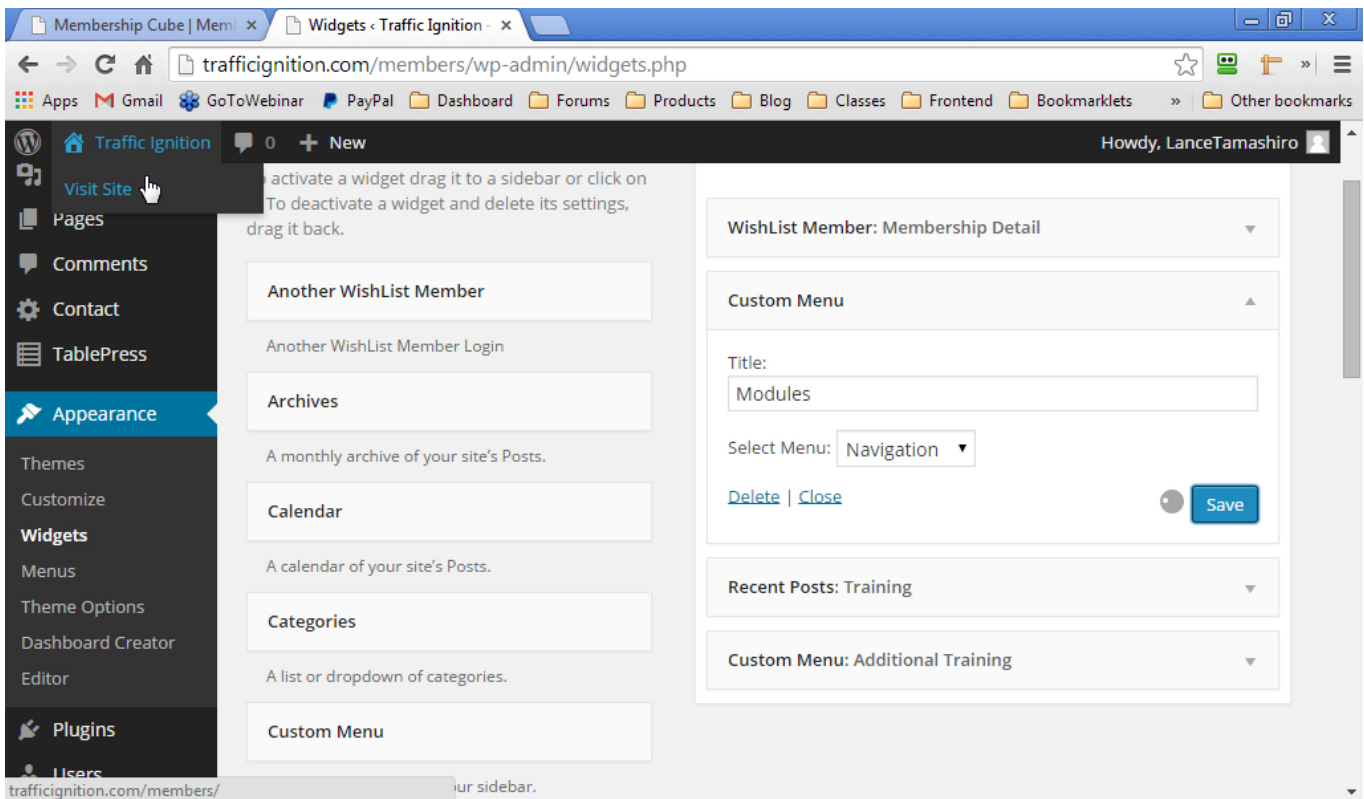 Membership Cube | Mem
Widgets ‹ Traffic Ignition -
trafficignition.com/members/wp-admin/widgets.php
Apps Gmail GoToWebinar PayPal Dashboard Forums Products Blog Classes Frontend Bookmarklets » Other bookmarks
Traffic Ignition 0 + New Howdy, LanceTamashiro
Visit Site
Pages
Comments
Contact
TablePress
Appearance
Themes
Customize
Widgets
Menus
Theme Options
Dashboard Creator
Editor
Plugins
Users
activate a widget drag it to a sidebar or click on
To deactivate a widget and delete its settings,
drag it back.
Another WishList Member
Another WishList Member Login
Archives
A monthly archive of your site's Posts.
Calendar
A calendar of your site's Posts.
Categories
A list or dropdown of categories.
Custom Menu
sidebar.
WishList Member: Membership Detail
Custom Menu
Title:
Modules
Select Menu: Navigation
Delete | Close
Save
Recent Posts: Training
Custom Menu: Additional Training
trafficignition.com/members/